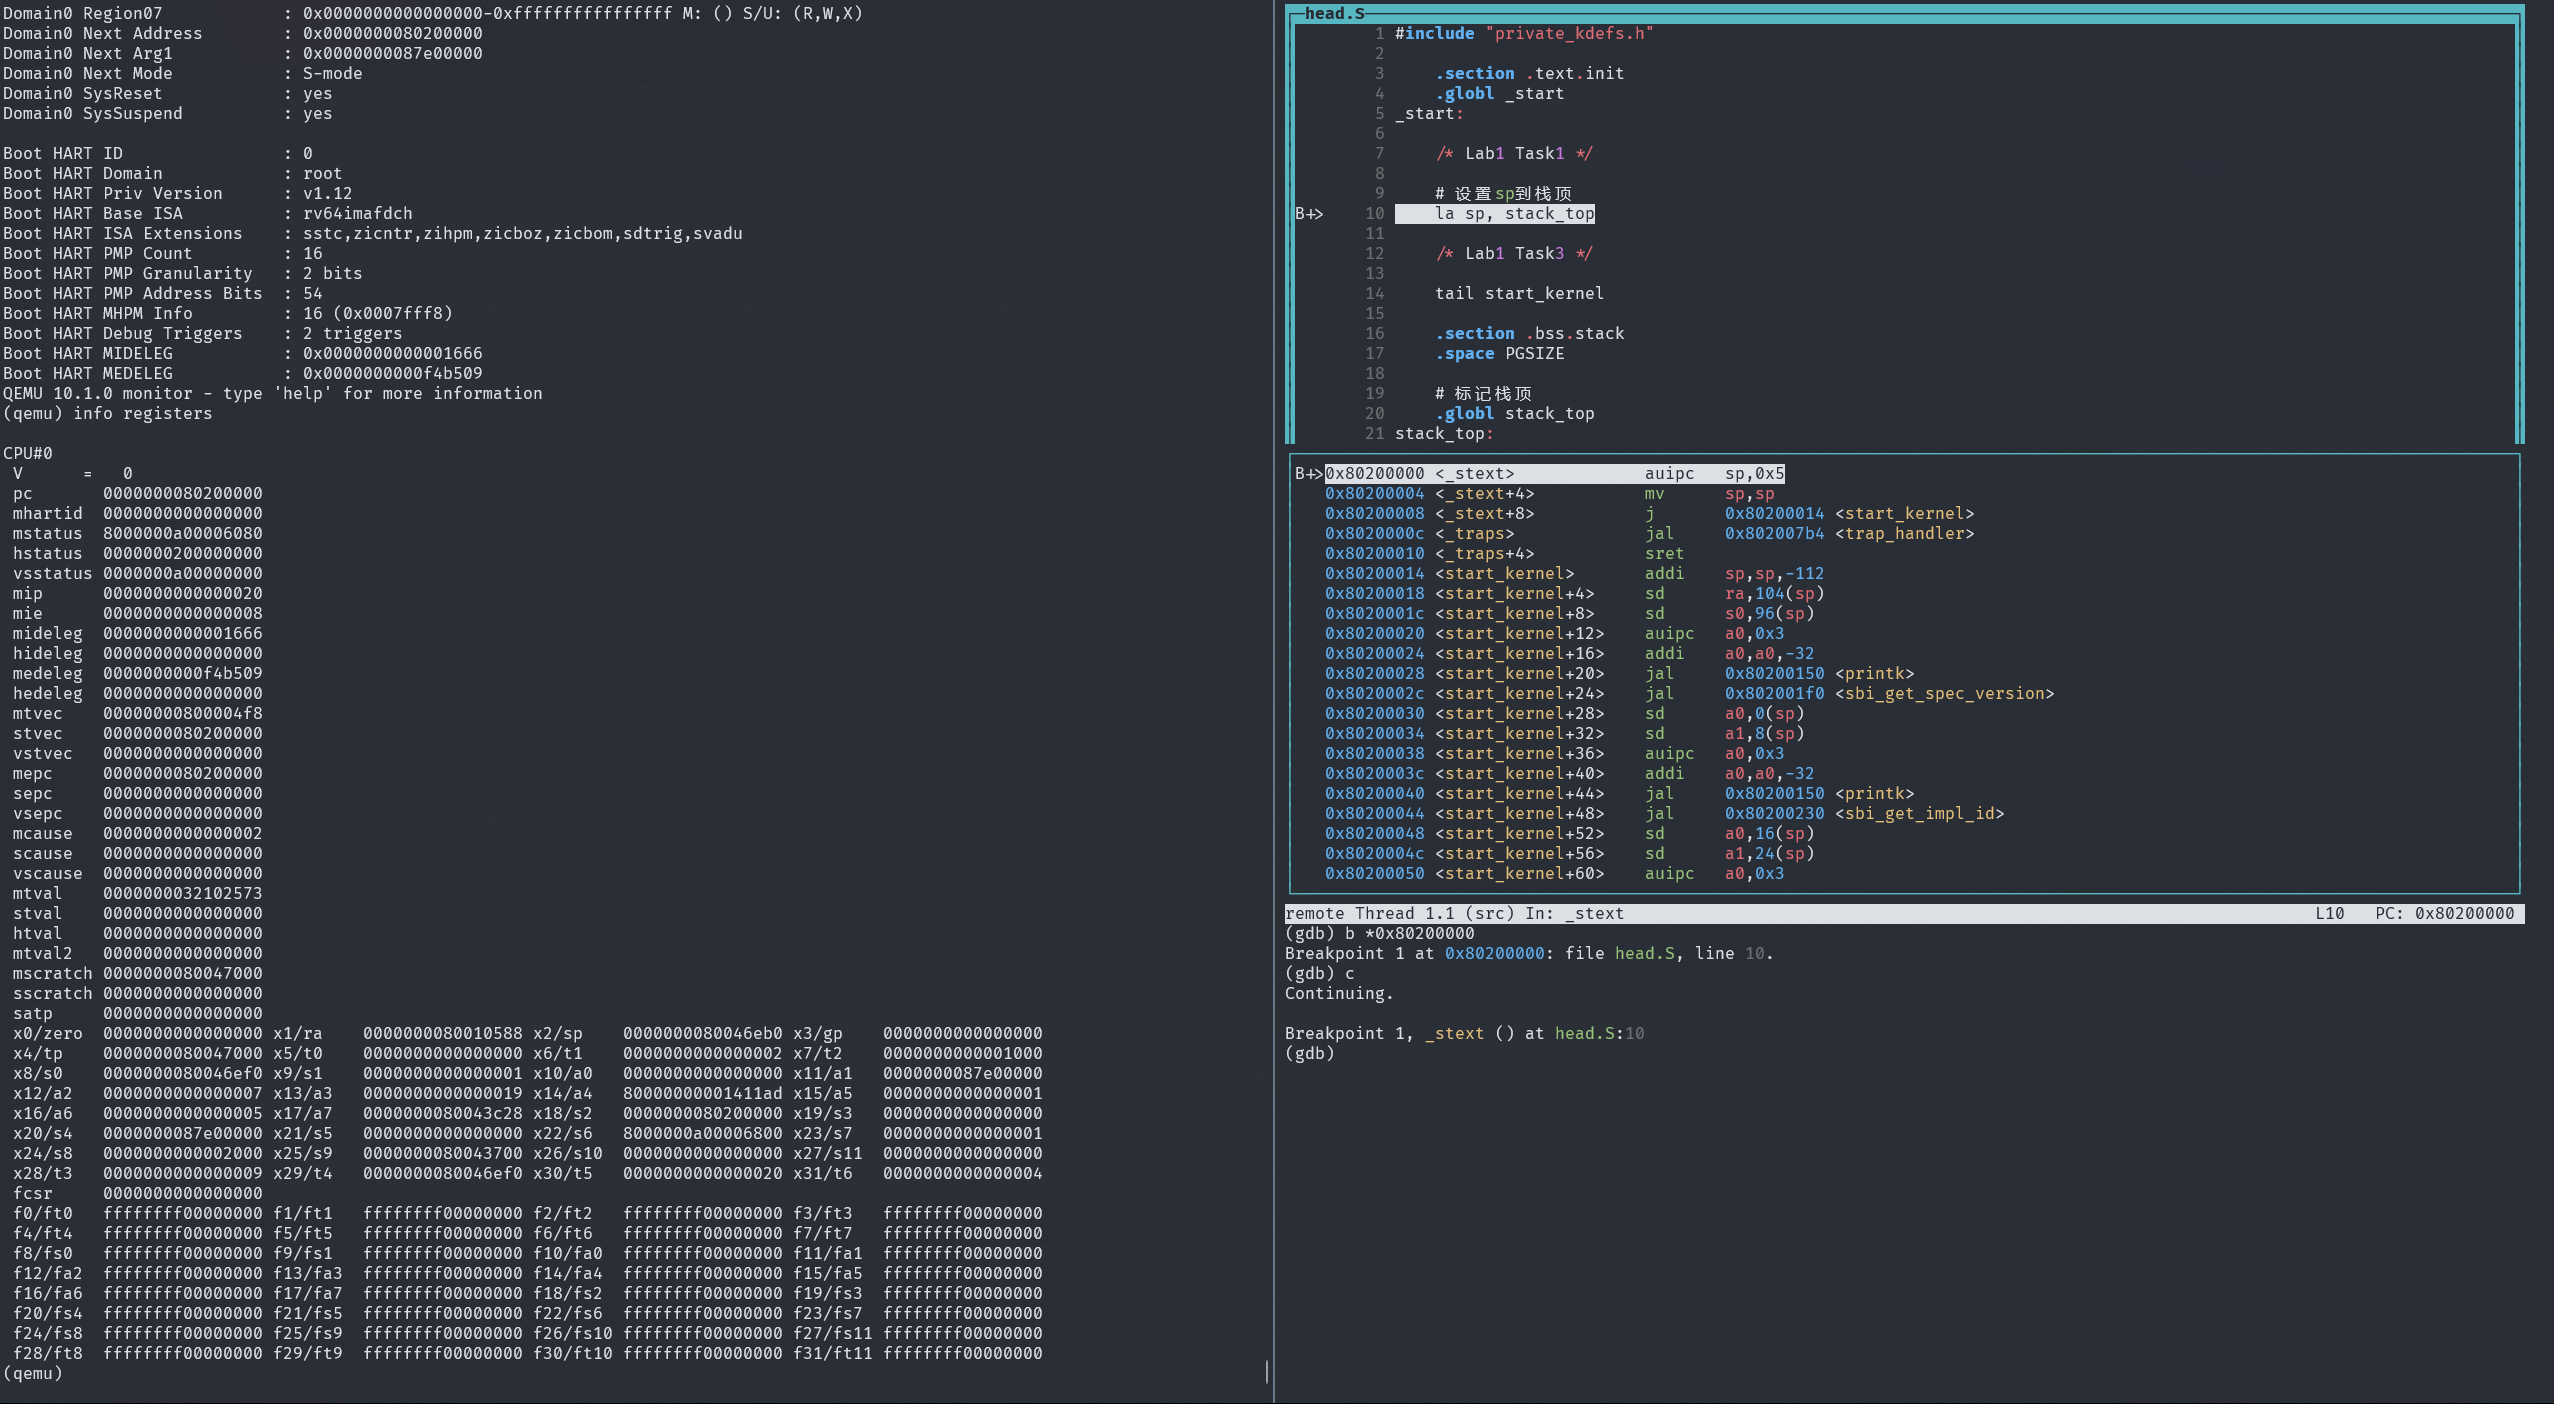 Domain0 Region07            : 0x0000000000000000-0xffffffffffffffff M: () S/U: (R,W,X)
Domain0 Next Address        : 0x0000000080200000
Domain0 Next Arg1           : 0x0000000087e00000
Domain0 Next Mode           : S-mode
Domain0 SysReset            : yes
Domain0 SysSuspend          : yes
Boot HART ID                : 0
Boot HART Domain            : root
Boot HART Priv Version      : v1.12
Boot HART Base ISA          : rv64imafdch
Boot HART ISA Extensions    : sstc,zicntr,zihpm,zicboz,zicbom,sdtrig,svadu
Boot HART PMP Count         : 16
Boot HART PMP Granularity   : 2 bits
Boot HART PMP Address Bits  : 54
Boot HART MHPM Info         : 16 (0x0007fff8)
Boot HART Debug Triggers    : 2 triggers
Boot HART MIDELEG           : 0x0000000000001666
Boot HART MEDELEG           : 0x0000000000f4b509
QEMU 10.1.0 monitor - type 'help' for more information
(qemu) info registers
CPU#0
 V      =   0
 pc       0000000080200000
 mhartid  0000000000000000
 mstatus  8000000a00006080
 hstatus  0000000200000000
 vsstatus 0000000a00000000
 mip      0000000000000020
 mie      0000000000000008
 mideleg  0000000000001666
 hideleg  0000000000000000
 medeleg  0000000000f4b509
 hedeleg  0000000000000000
 mtvec    00000000800004f8
 stvec    0000000080200000
 vstvec   0000000000000000
 mepc     0000000080200000
 sepc     0000000000000000
 vsepc    0000000000000000
 mcause   0000000000000002
 scause   0000000000000000
 vscause  0000000000000000
 mtval    0000000032102573
 stval    0000000000000000
 htval    0000000000000000
 mtval2   0000000000000000
 mscratch 0000000080047000
 sscratch 0000000000000000
 satp     0000000000000000
 x0/zero  0000000000000000 x1/ra    0000000080010588 x2/sp    0000000080046eb0 x3/gp    0000000000000000
 x4/tp    0000000080047000 x5/t0    0000000000000000 x6/t1    0000000000000002 x7/t2    0000000000001000
 x8/s0    0000000080046ef0 x9/s1    0000000000000001 x10/a0   0000000000000000 x11/a1   0000000087e00000
 x12/a2   0000000000000007 x13/a3   0000000000000019 x14/a4   80000000001411ad x15/a5   0000000000000001
 x16/a6   0000000000000005 x17/a7   0000000080043c28 x18/s2   0000000080200000 x19/s3   0000000000000000
 x20/s4   0000000087e00000 x21/s5   0000000000000000 x22/s6   8000000a00006800 x23/s7   0000000000000001
 x24/s8   0000000000002000 x25/s9   0000000080043700 x26/s10  0000000000000000 x27/s11  0000000000000000
 x28/t3   0000000000000009 x29/t4   0000000080046ef0 x30/t5   0000000000000020 x31/t6   0000000000000004
 fcsr     0000000000000000
 f0/ft0   ffffffff00000000 f1/ft1   ffffffff00000000 f2/ft2   ffffffff00000000 f3/ft3   ffffffff00000000
 f4/ft4   ffffffff00000000 f5/ft5   ffffffff00000000 f6/ft6   ffffffff00000000 f7/ft7   ffffffff00000000
 f8/fs0   ffffffff00000000 f9/fs1   ffffffff00000000 f10/fa0  ffffffff00000000 f11/fa1  ffffffff00000000
 f12/fa2  ffffffff00000000 f13/fa3  ffffffff00000000 f14/fa4  ffffffff00000000 f15/fa5  ffffffff00000000
 f16/fa6  ffffffff00000000 f17/fa7  ffffffff00000000 f18/fs2  ffffffff00000000 f19/fs3  ffffffff00000000
 f20/fs4  ffffffff00000000 f21/fs5  ffffffff00000000 f22/fs6  ffffffff00000000 f23/fs7  ffffffff00000000
 f24/fs8  ffffffff00000000 f25/fs9  ffffffff00000000 f26/fs10 ffffffff00000000 f27/fs11 ffffffff00000000
 f28/ft8  ffffffff00000000 f29/ft9  ffffffff00000000 f30/ft10 ffffffff00000000 f31/ft11 ffffffff00000000
(qemu)
head.S
1 #include "private_kdefs.h"
2
3     .section .text.init
4     .globl _start
5 _start:
6
7     /* Lab1 Task1 */
8
9     # 设置sp到栈顶
B+> 10     la sp, stack_top
11
12     /* Lab1 Task3 */
13
14     tail start_kernel
15
16     .section .bss.stack
17     .space PGSIZE
18
19     # 标记栈顶
20     .globl stack_top
21 stack_top:
B+>0x80200000 <_stext>             auipc   sp,0x5
0x80200004 <_stext+4>           mv      sp,sp
0x80200008 <_stext+8>           j       0x80200014 <start_kernel>
0x8020000c <_traps>             jal     0x802007b4 <trap_handler>
0x80200010 <_traps+4>           sret
0x80200014 <start_kernel>       addi    sp,sp,-112
0x80200018 <start_kernel+4>     sd      ra,104(sp)
0x8020001c <start_kernel+8>     sd      s0,96(sp)
0x80200020 <start_kernel+12>    auipc   a0,0x3
0x80200024 <start_kernel+16>    addi    a0,a0,-32
0x80200028 <start_kernel+20>    jal     0x80200150 <printk>
0x8020002c <start_kernel+24>    jal     0x802001f0 <sbi_get_spec_version>
0x80200030 <start_kernel+28>    sd      a0,0(sp)
0x80200034 <start_kernel+32>    sd      a1,8(sp)
0x80200038 <start_kernel+36>    auipc   a0,0x3
0x8020003c <start_kernel+40>    addi    a0,a0,-32
0x80200040 <start_kernel+44>    jal     0x80200150 <printk>
0x80200044 <start_kernel+48>    jal     0x80200230 <sbi_get_impl_id>
0x80200048 <start_kernel+52>    sd      a0,16(sp)
0x8020004c <start_kernel+56>    sd      a1,24(sp)
0x80200050 <start_kernel+60>    auipc   a0,0x3
remote Thread 1.1 (src) In: _stext    L10   PC: 0x80200000
(gdb) b *0x80200000
Breakpoint 1 at 0x80200000: file head.S, line 10.
(gdb) c
Continuing.
Breakpoint 1, _stext () at head.S:10
(gdb)